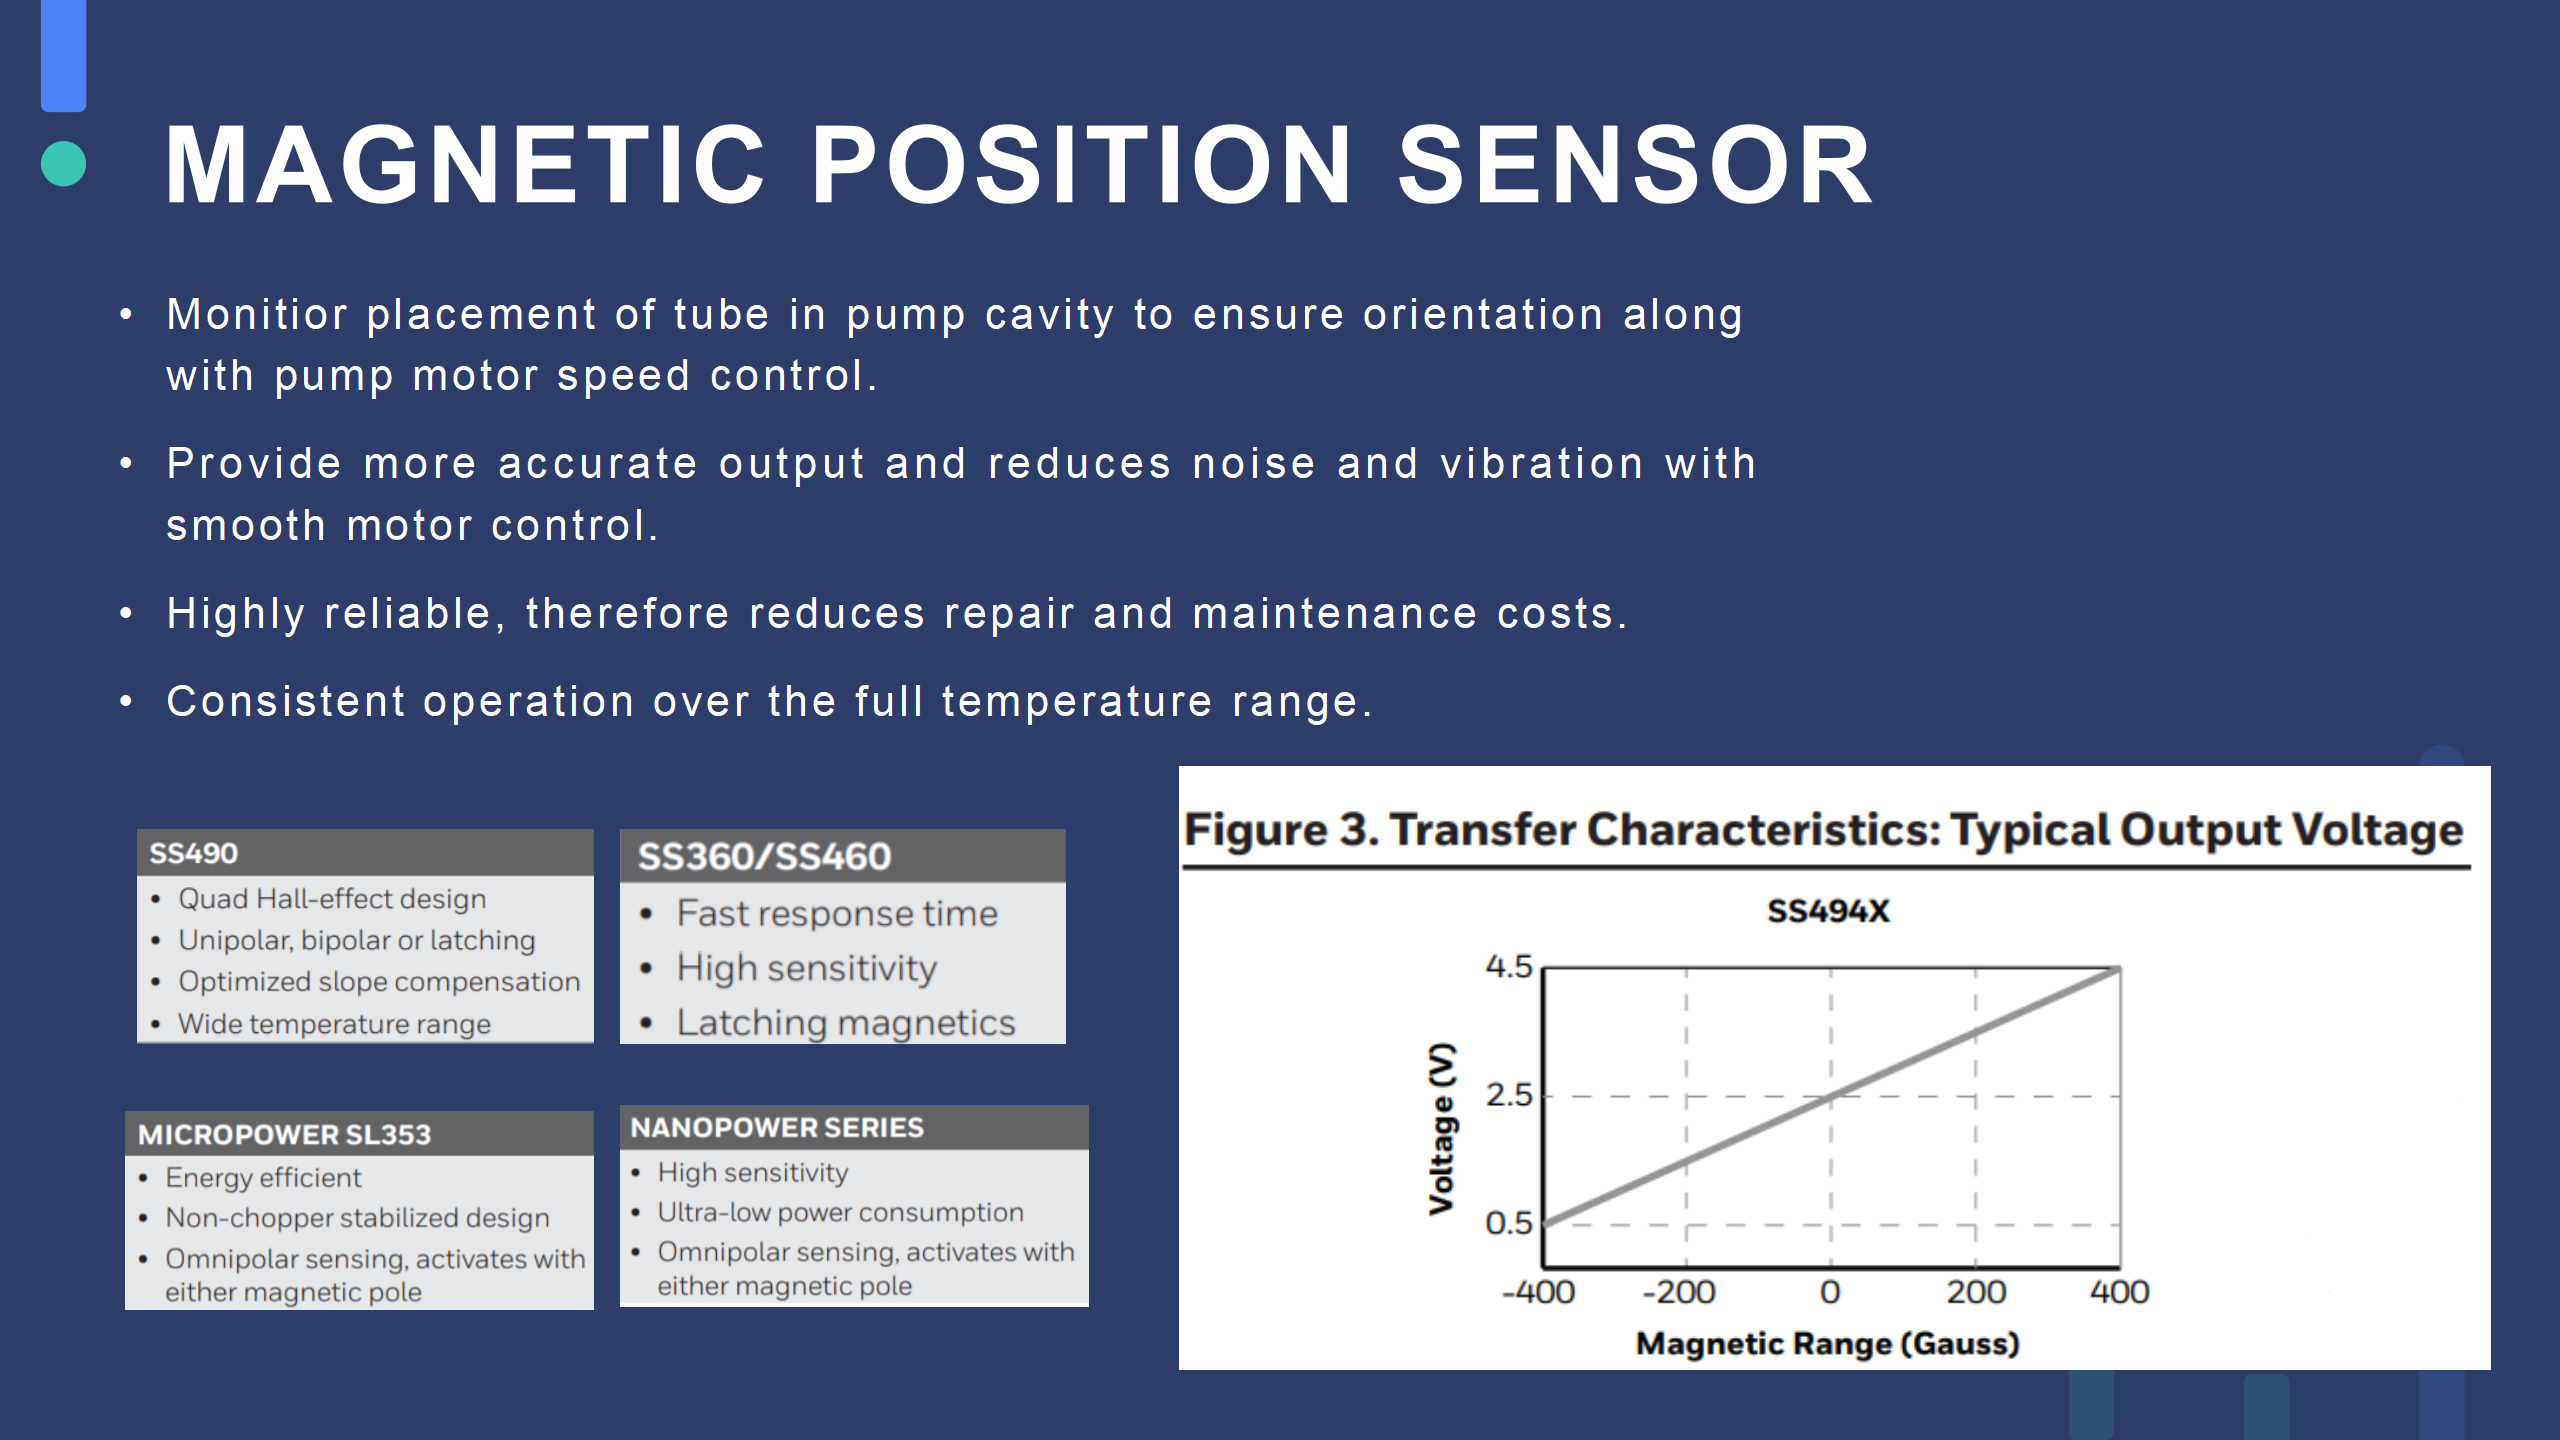 MAGNETIC POSITION SENSOR
• Monitior placement of tube in pump cavity to ensure orientation along
with pump motor speed control.
• Provide more accurate output and reduces noise and vibration with
smooth motor control.
• Highly reliable, therefore reduces repair and maintenance costs.
• Consistent operation over the full temperature range.
SS490
• Quad Hall-effect design
• Unipolar, bipolar or latching
• Optimized slope compensation
• Wide temperature range
SS360/SS460
• Fast response time
• High sensitivity
• Latching magnetics
MICROPOWER SL353
• Energy efficient
• Non-chopper stabilized design
• Omnipolar sensing, activates with
either magnetic pole
NANOPOWER SERIES
• High sensitivity
• Ultra-low power consumption
• Omnipolar sensing, activates with
either magnetic pole
Figure 3. Transfer Characteristics: Typical Output Voltage
SS494X
Voltage (V)
4.5
2.5
0.5
-400 -200 0 200 400
Magnetic Range (Gauss)